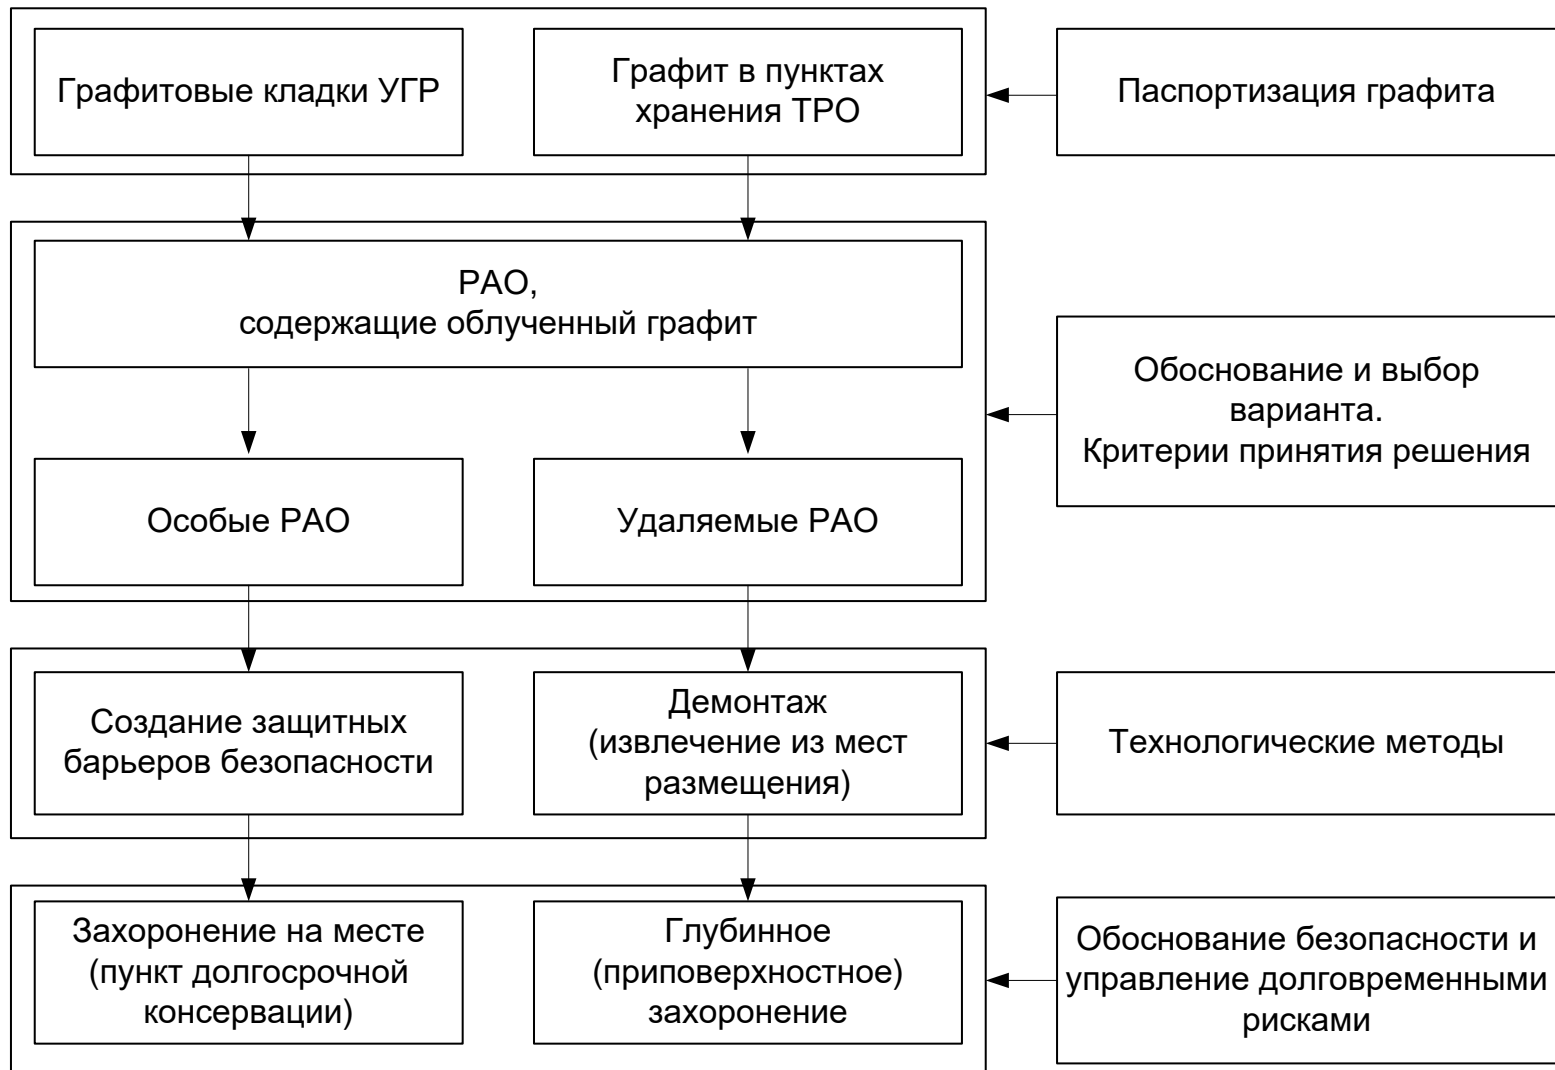 Графитовые кладки УГР
Графит в пунктах
хранения ТРО
Паспортизация графита
РАО,
содержащие облученный графит
Обоснование и выбор
варианта.
Критерии принятия решения
Особые РАО
Удаляемые РАО
Создание защитных
барьеров безопасности
Демонтаж
(извлечение из мест
размещения)
Технологические методы
Захоронение на месте
(пункт долгосрочной
консервации)
Глубинное
(приповерхностное)
захоронение
Обоснование безопасности и
управление долговременными
рисками